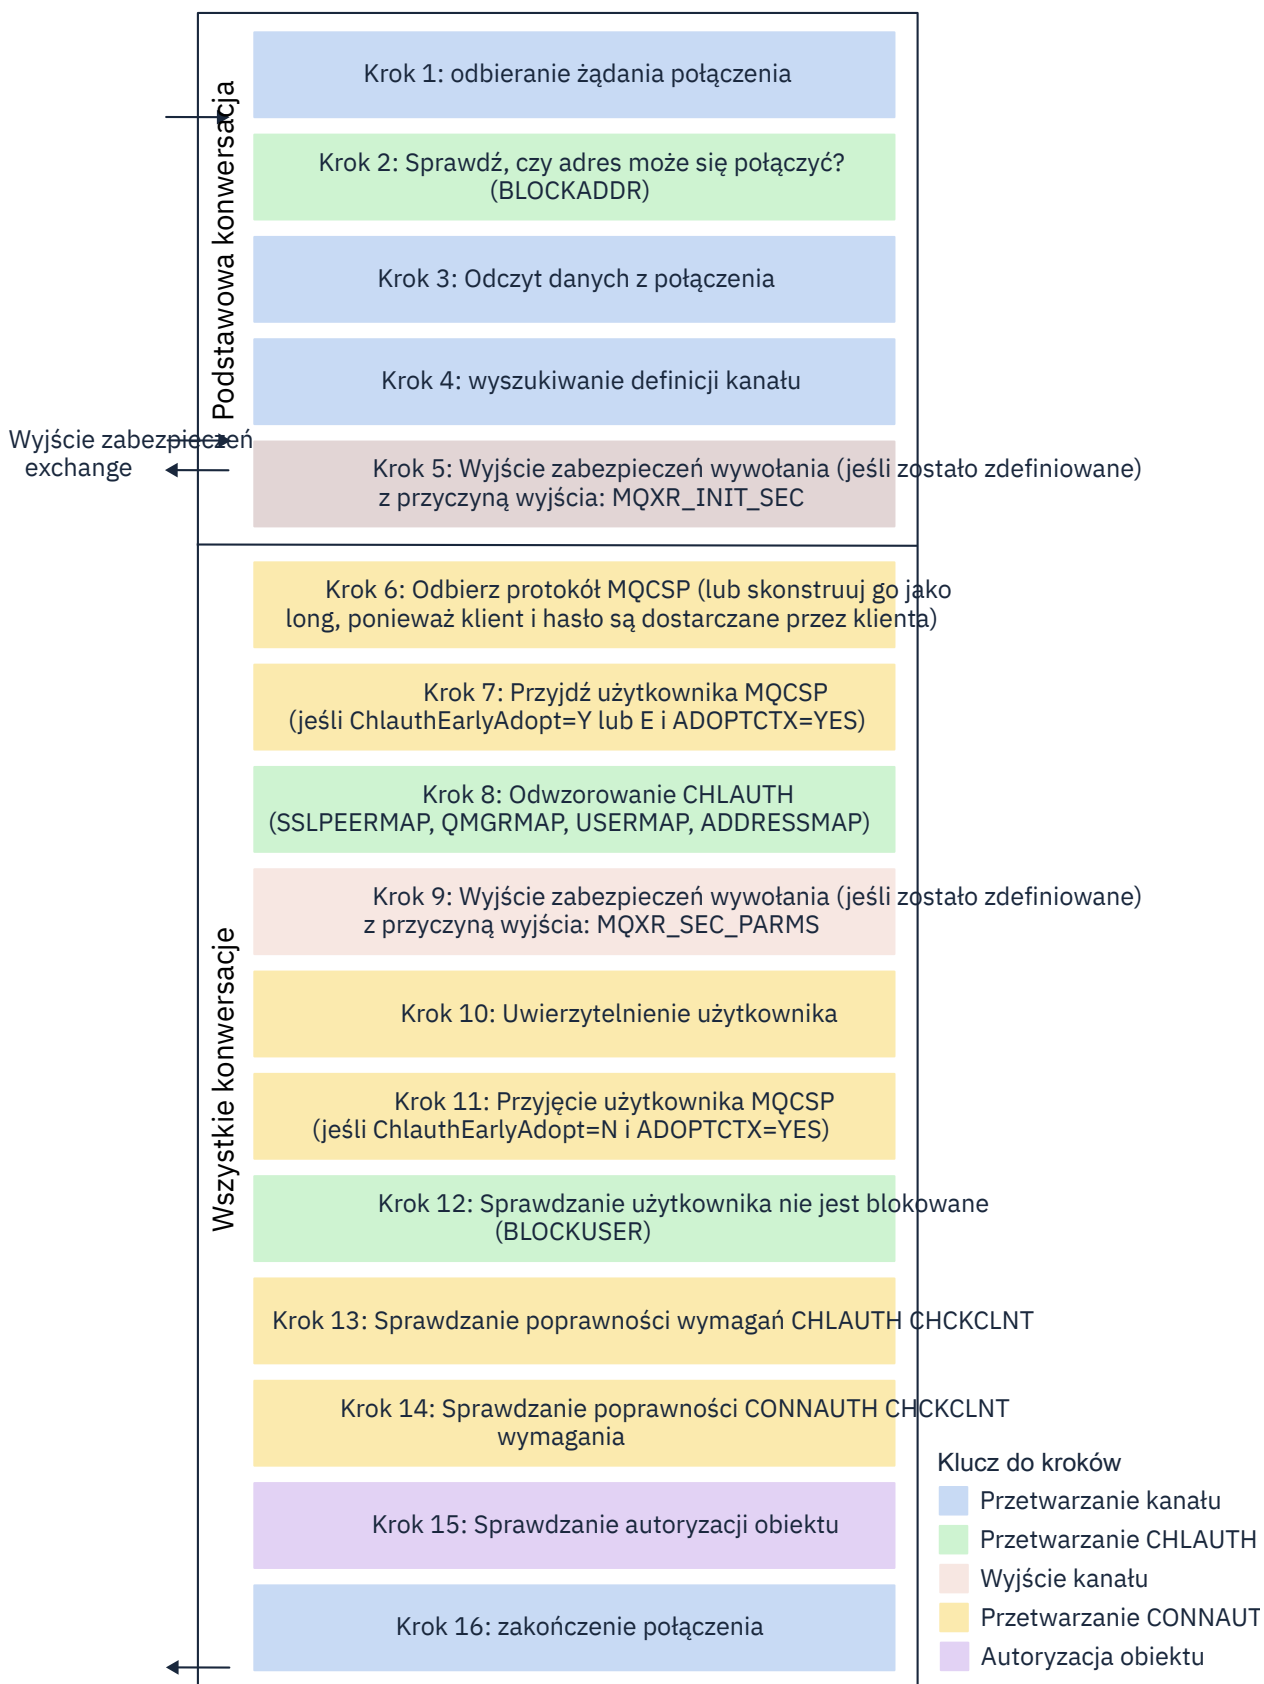 Podstawowa konwersacja
Krok 1: odbieranie żądania połączenia
Krok 2: Sprawdź, czy adres może się połączyć?
(BLOCKADDR)
Krok 3: Odczyt danych z połączenia
Krok 4: wyszukiwanie definicji kanału
Wyjście zabezpieczeń
exchange
Krok 5: Wyjście zabezpieczeń wywołania (jeśli zostało zdefiniowane)
z przyczyną wyjścia: MQXR_INIT_SEC
Wszystkie konwersacje
Krok 6: Odbierz protokół MQCSP (lub skonstruuj go jako
long, ponieważ klient i hasło są dostarczane przez klienta)
Krok 7: Przyjdź użytkownika MQCSP
(jeśli ChlauthEarlyAdopt=Y lub E i ADOPTCTX=YES)
Krok 8: Odwzorowanie CHLAUTH
(SSLPEERMAP, QMGRMAP, USERMAP, ADDRESSMAP)
Krok 9: Wyjście zabezpieczeń wywołania (jeśli zostało zdefiniowane)
z przyczyną wyjścia: MQXR_SEC_PARMS
Krok 10: Uwierzytelnienie użytkownika
Krok 11: Przyjęcie użytkownika MQCSP
(jeśli ChlauthEarlyAdopt=N i ADOPTCTX=YES)
Krok 12: Sprawdzanie użytkownika nie jest blokowane
(BLOCKUSER)
Krok 13: Sprawdzanie poprawności wymagań CHLAUTH CHCKCLNT
Krok 14: Sprawdzanie poprawności CONNAUTH CHCKCLNT
wymagania
Krok 15: Sprawdzanie autoryzacji obiektu
Krok 16: zakończenie połączenia
Klucz do kroków
Przetwarzanie kanału
Przetwarzanie CHLAUTH
Wyjście kanału
Przetwarzanie CONNAUT
Autoryzacja obiektu